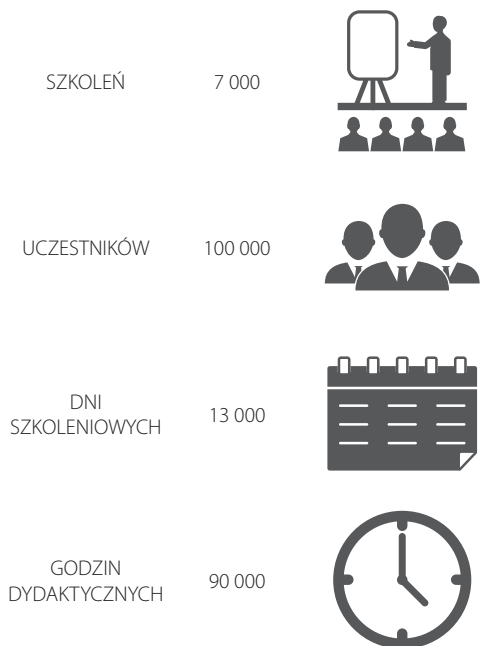 SZKOLEŃ 7 000
UCZESTNIKÓW 100 000
DNI
SZKOLENIOWYCH 13 000
GODZIN
DYDAKTYCZNYCH 90 000